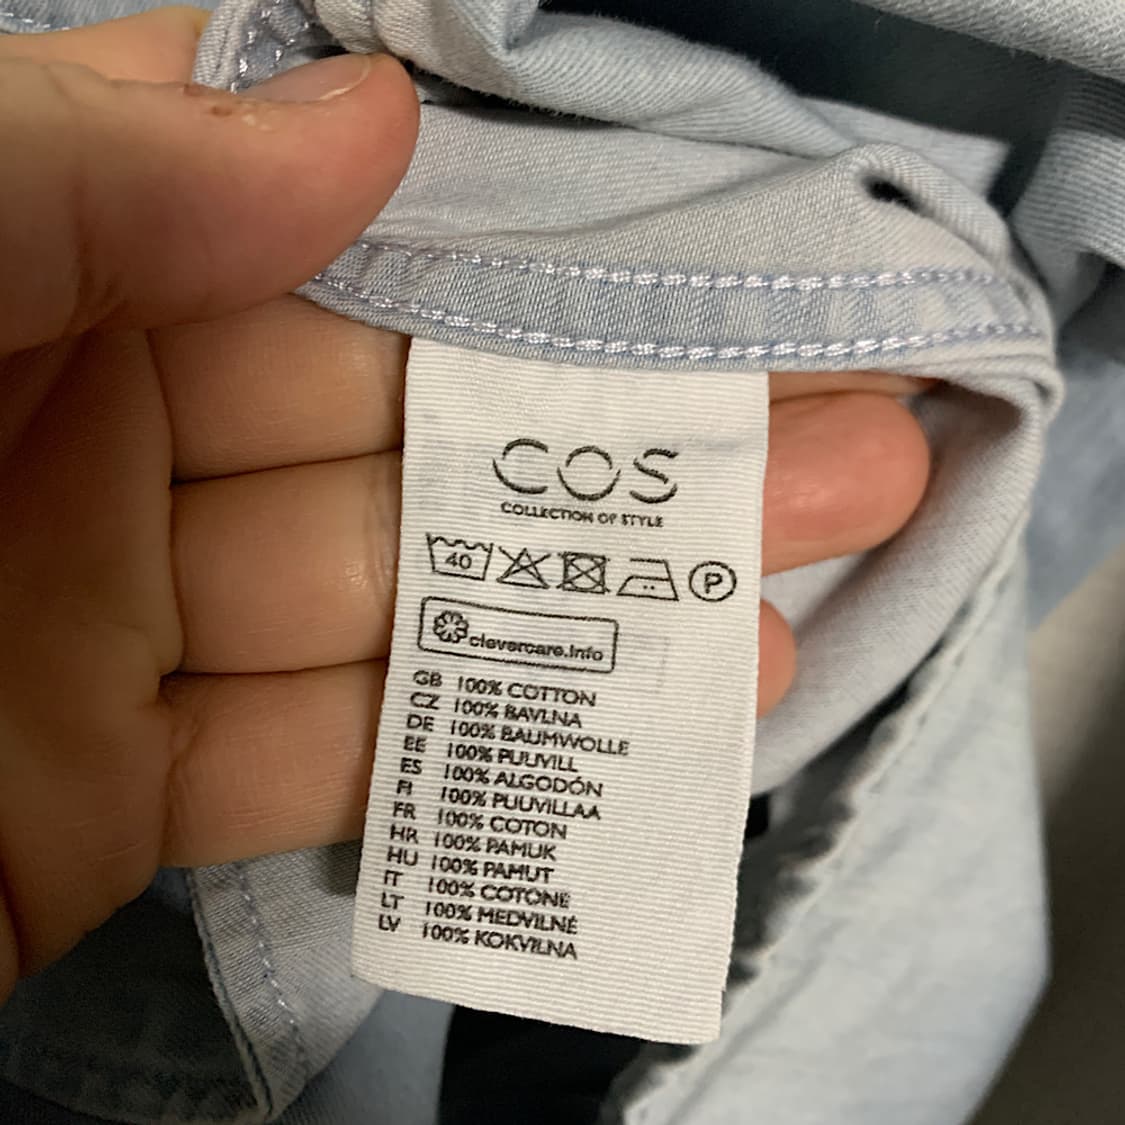 COS
COLLECTION OF STYLE
40 P
clevercare.info
GB 100% COTTON
CZ 100% BAVLNA
DE 100% BAUMWOLLE
EE 100% PUUVILL
ES 100% ALGODÓN
FI 100% PUUVILLAA
FR 100% COTON
HR 100% PAMUK
HU 100% PAMUT
IT 100% COTONE
LT 100% MEDVILNĖ
LV 100% KOKVILNA